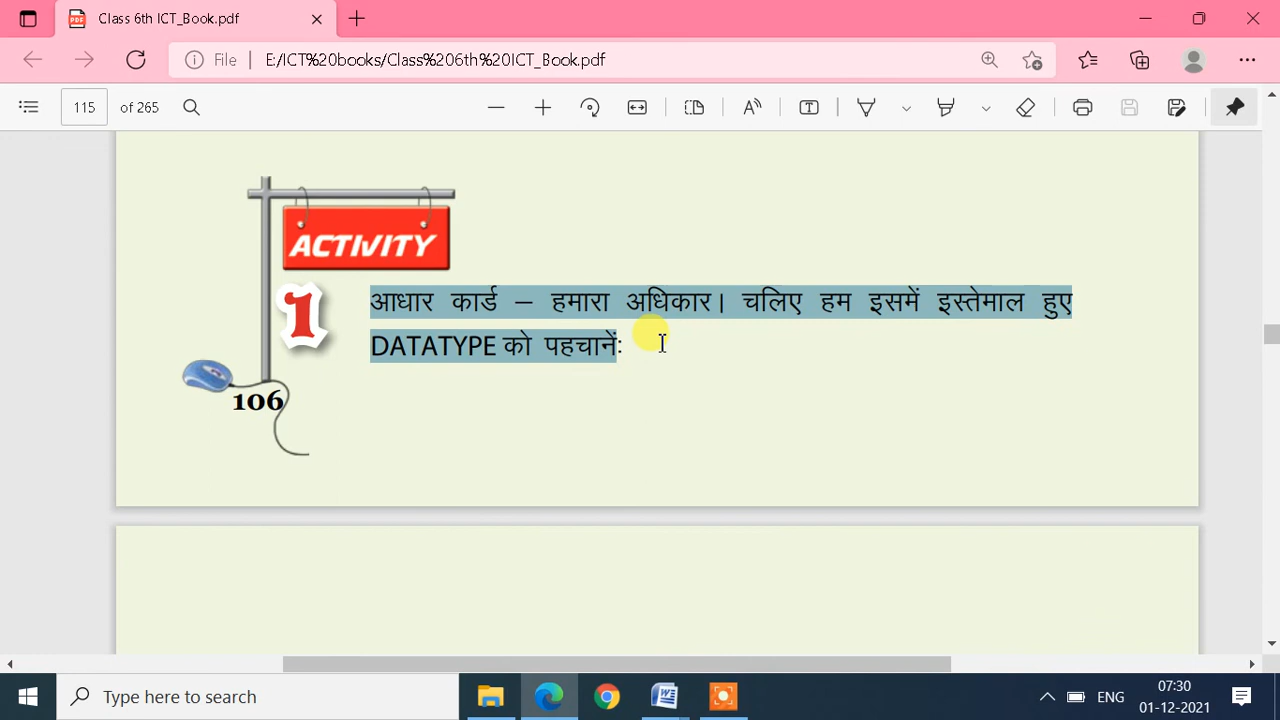 Class 6th ICT_Book.pdf
File
E:/ICT%20books/Class%206th%20ICT_Book.pdf
115 of 265
ACTIVITY
1
आधार कार्ड – हमारा अधिकार। चलिए हम इसमें इस्तेमाल हुए
DATATYPE को पहचानें:
106
Type here to search
ENG
07:30
01-12-2021